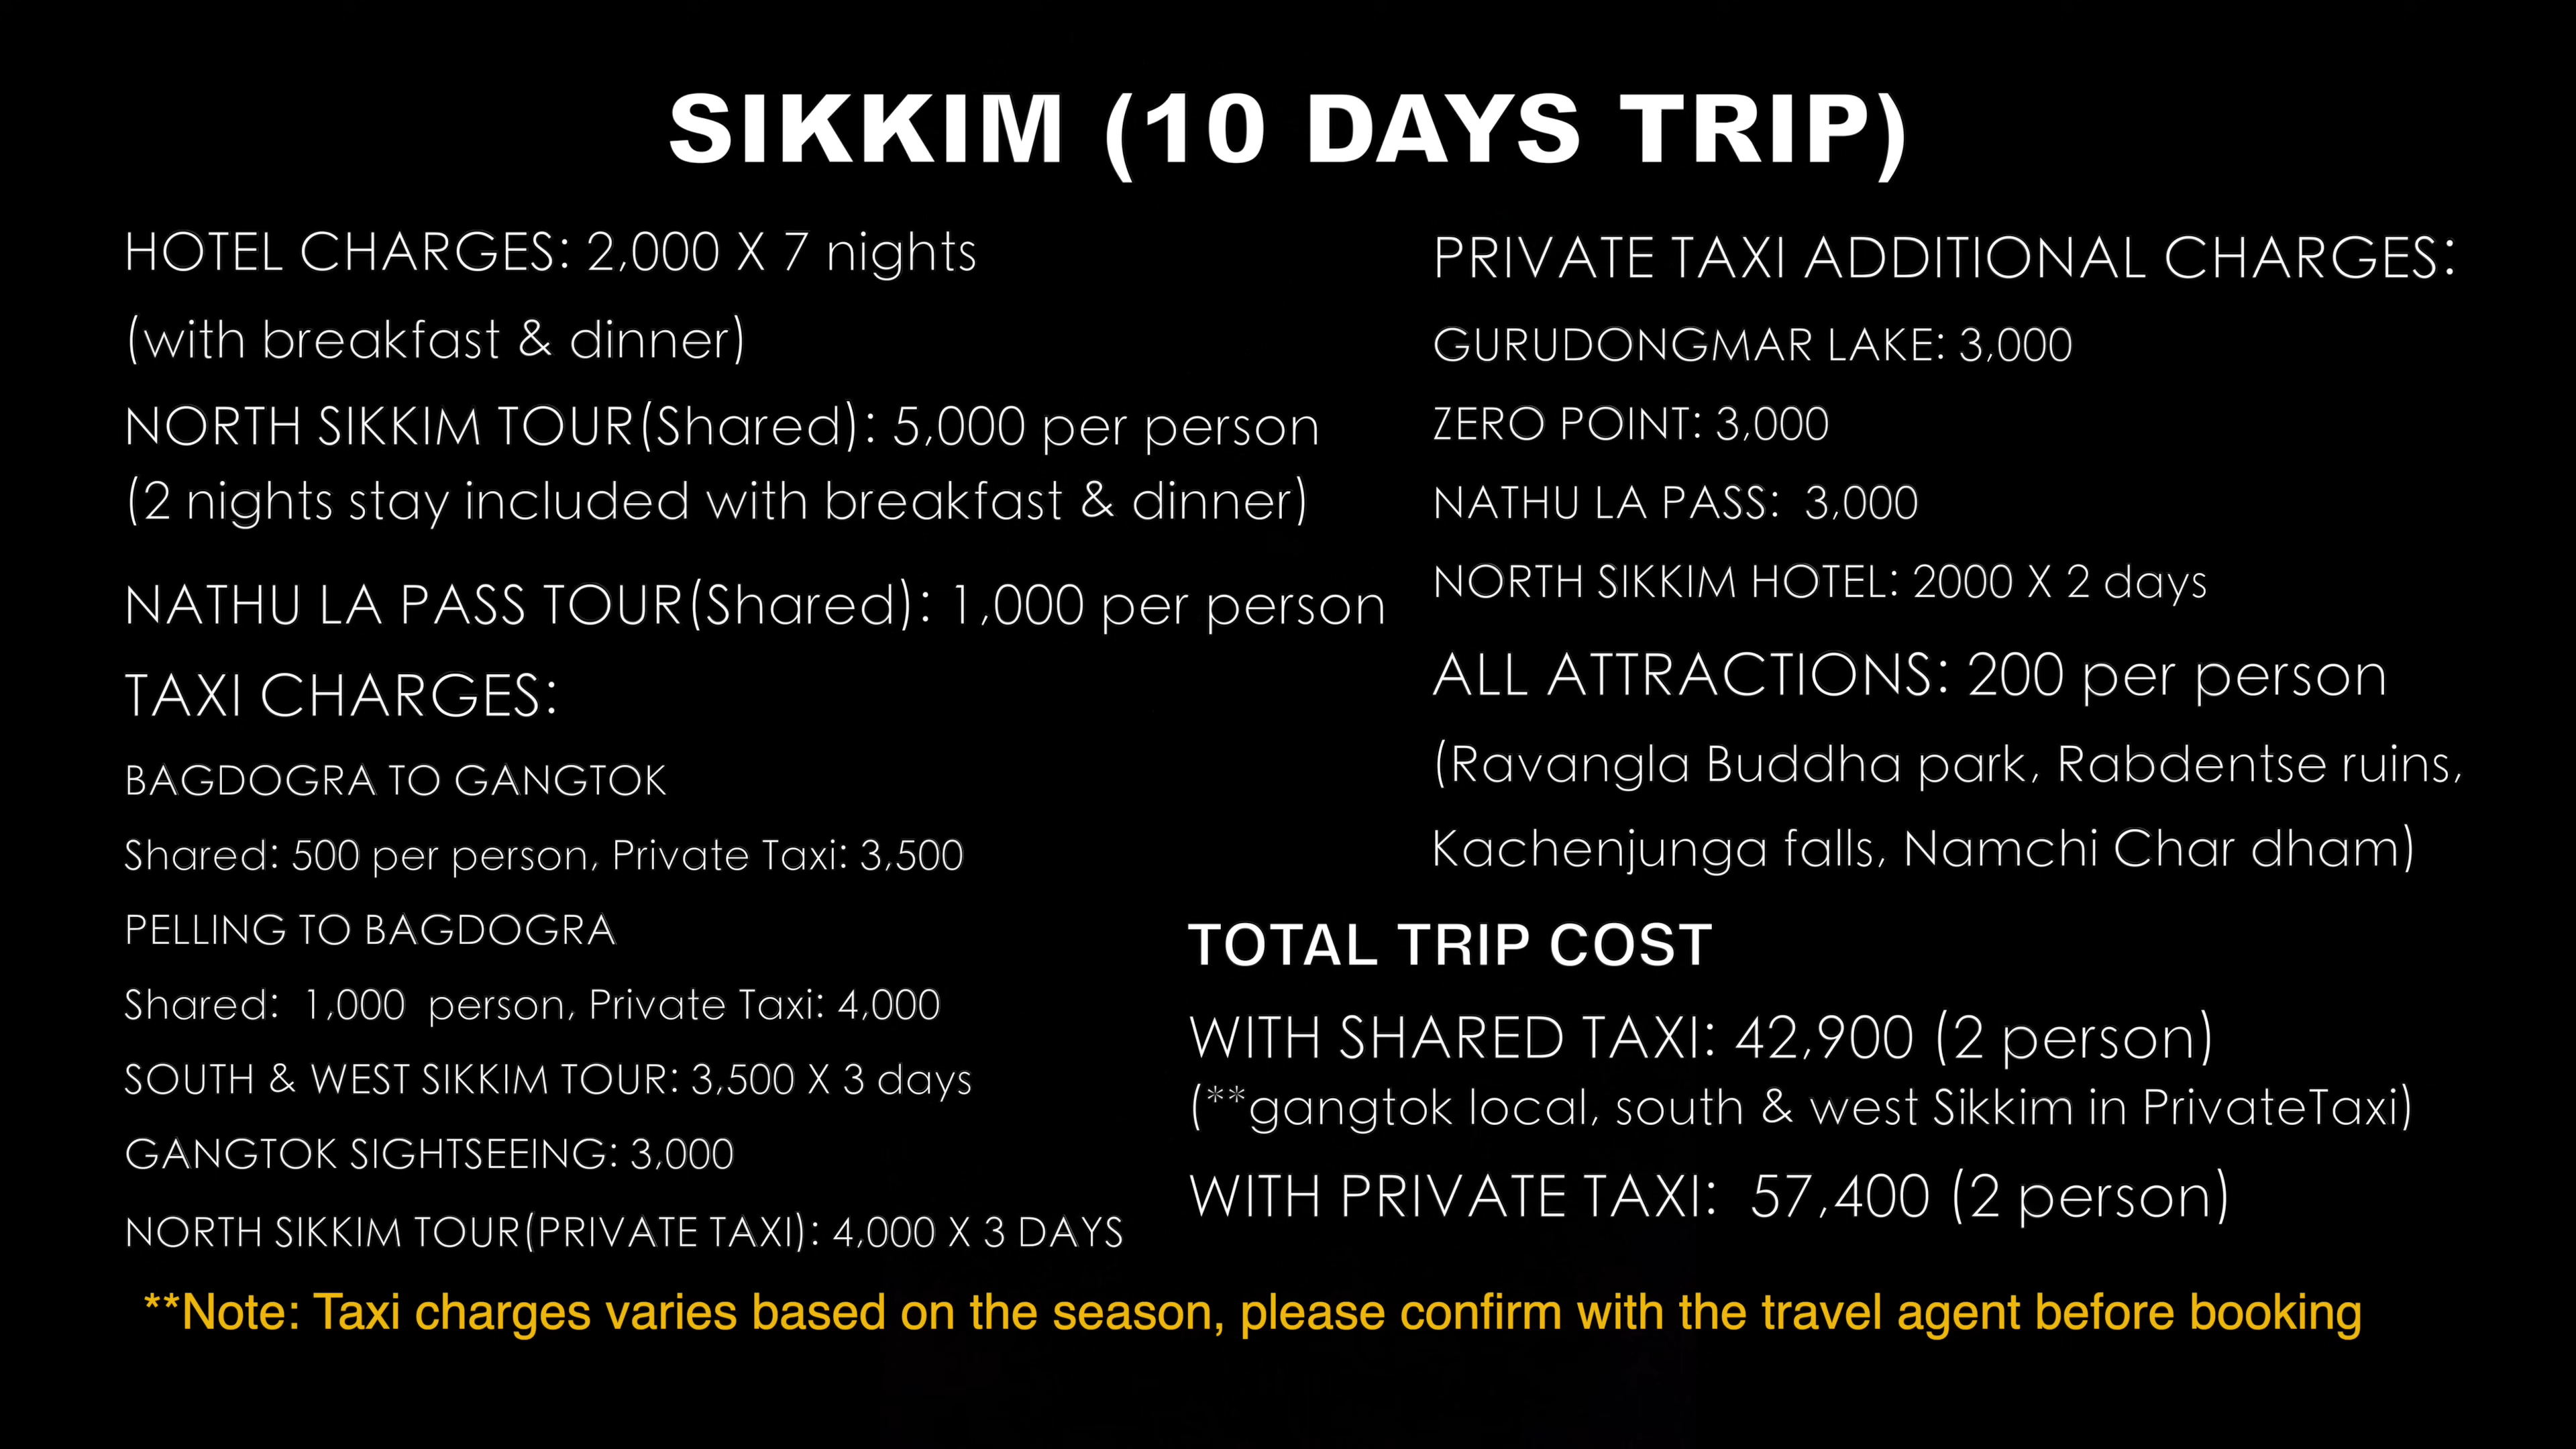 SIKKIM (10 DAYS TRIP)
HOTEL CHARGES: 2,000 X 7 nights
(with breakfast & dinner)
NORTH SIKKIM TOUR(Shared): 5,000 per person
(2 nights stay included with breakfast & dinner)
NATHU LA PASS TOUR(Shared): 1,000 per person
TAXI CHARGES:
BAGDOGRA TO GANGTOK
Shared: 500 per person, Private Taxi: 3,500
PELLING TO BAGDOGRA
Shared:  1,000  person, Private Taxi: 4,000
SOUTH & WEST SIKKIM TOUR: 3,500 X 3 days
GANGTOK SIGHTSEEING: 3,000
NORTH SIKKIM TOUR(PRIVATE TAXI): 4,000 X 3 DAYS
PRIVATE TAXI ADDITIONAL CHARGES:
GURUDONGMAR LAKE: 3,000
ZERO POINT: 3,000
NATHU LA PASS:  3,000
NORTH SIKKIM HOTEL: 2000 X 2 days
ALL ATTRACTIONS: 200 per person
(Ravangla Buddha park, Rabdentse ruins,
Kachenjunga falls, Namchi Char dham)
TOTAL TRIP COST
WITH SHARED TAXI: 42,900 (2 person)
(**gangtok local, south & west Sikkim in PrivateTaxi)
WITH PRIVATE TAXI:  57,400 (2 person)
**Note: Taxi charges varies based on the season, please confirm with the travel agent before booking